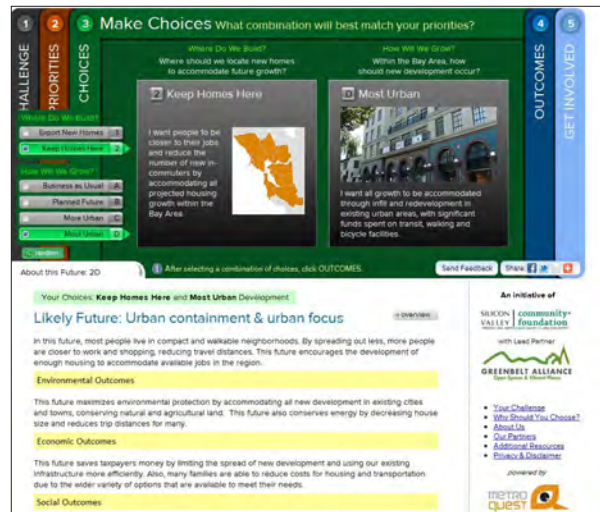 1
CHALLENGE
2
PRIORITIES
3
CHOICES
Make Choices What combination will best match your priorities?
Where Do We Build?
Where should we locate new homes
to accommodate future growth?
How Will We Grow?
Within the Bay Area, how
should new development occur?
4
OUTCOMES
5
GET INVOLVED
Where Do We Build?
Export New Homes 1
Keep Homes Here 2
How Will We Grow?
Business as Usual A
Planned Future B
More Urban C
Most Urban D
random
2 Keep Homes Here
I want people to be
closer to their jobs
and reduce the
number of new in-
commuters by
accommodating all
projected housing
growth within the
Bay Area.
D Most Urban
I want all growth to be accommodated
through infill and redevelopment in
existing urban areas, with significant
funds spent on transit, walking and
bicycle facilities.
About this Future: 2D
After selecting a combination of choices, click OUTCOMES.
Send Feedback
Share
Your Choices: Keep Homes Here and Most Urban Development
Likely Future: Urban containment & urban focus
overview
In this future, most people live in compact and walkable neighborhoods. By spreading out less, more people
are closer to work and shopping, reducing travel distances. This future encourages the development of
enough housing to accommodate available jobs in the region.
Environmental Outcomes
This future maximizes environmental protection by accommodating all new development in existing cities
and towns, conserving natural and agricultural land. This future also conserves energy by decreasing house
size and reduces trip distances for many.
Economic Outcomes
This future saves taxpayers money by limiting the spread of new development and using our existing
infrastructure more efficiently. Also, many families are able to reduce costs for housing and transportation
due to the wider variety of options that are available to meet their needs.
Social Outcomes
An initiative of
SILICON VALLEY community foundation
with Lead Partner
GREENBELT ALLIANCE
Open Spaces & Vibrant Places
Your Challenge
Why Should You Choose?
About Us
Our Partners
Additional Resources
Privacy & Disclaimer
powered by
METRO
QUEST